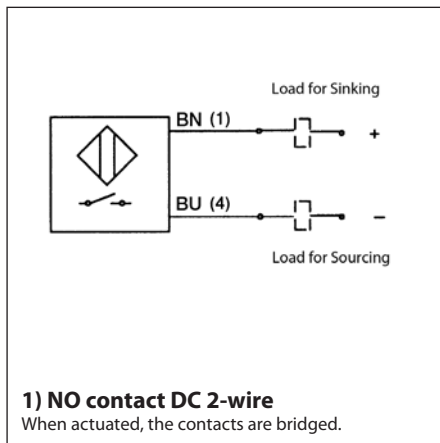 Load for Sinking
BN (1)
+
BU (4)
–
Load for Sourcing
1) NO contact DC 2-wire
When actuated, the contacts are bridged.